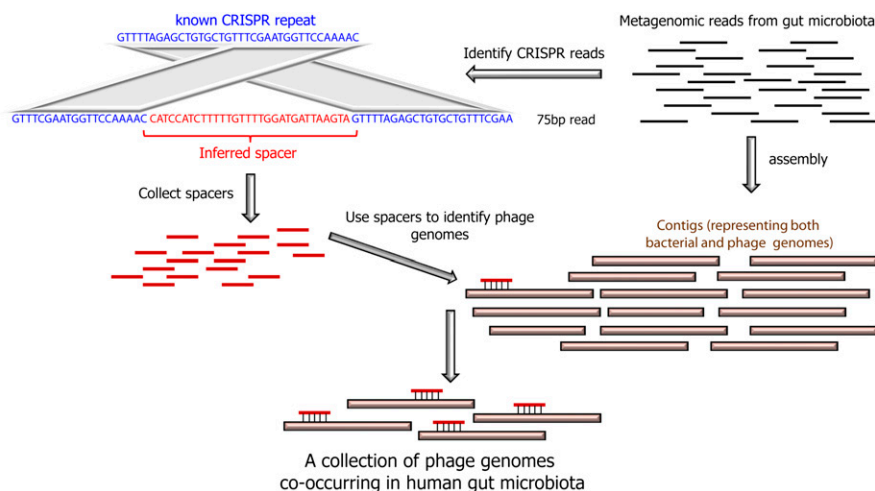 known CRISPR repeat
GTTTTAGAGCTGTGCTGTTTCGAATGGTTCCAAAAC
Metagenomic reads from gut microbiota
Identify CRISPR reads
GTTTCGAATGGTTCCAAAAC CATCCATCTTTTTGTTTTGGATGATTAAGTA GTTTTAGAGCTGTGCTGTTTCGAA
75bp read
Inferred spacer
assembly
Collect spacers
Use spacers to identify phage
genomes
Contigs (representing both
bacterial and phage genomes)
A collection of phage genomes
co-occurring in human gut microbiota